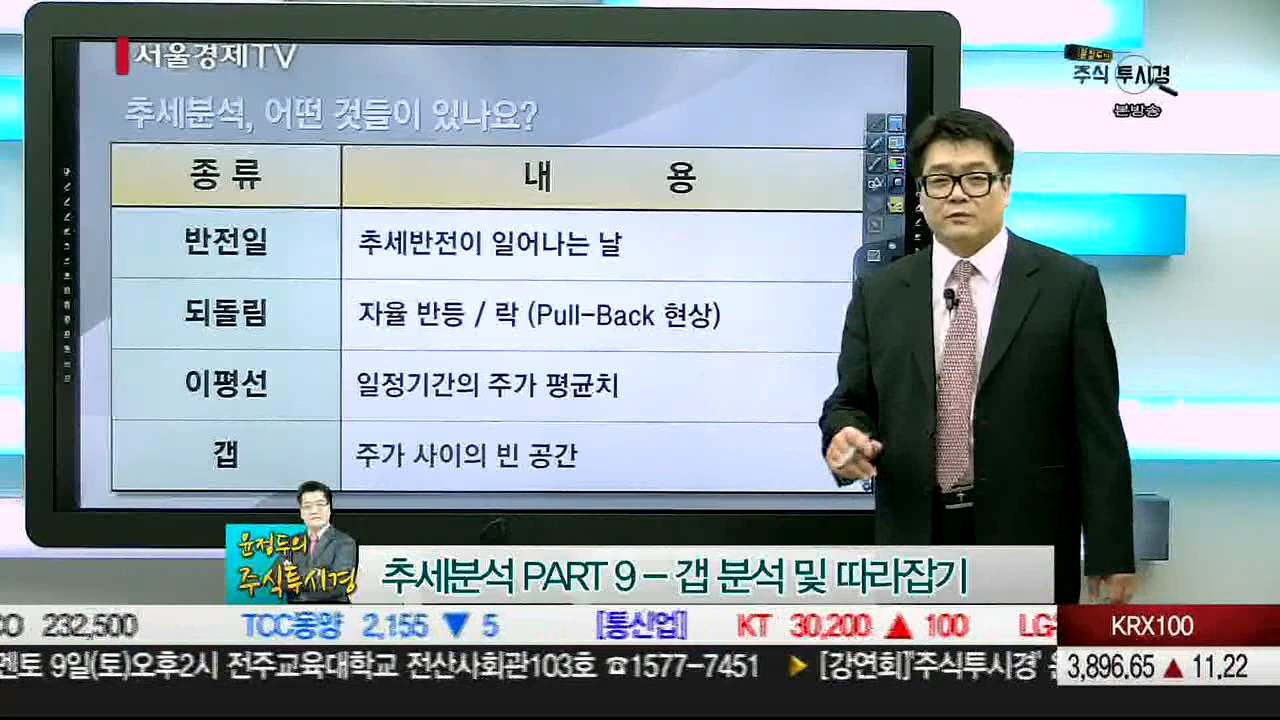 서울경제TV
추세분석, 어떤 것들이 있나요?
종 류 내 용
반전일 추세반전이 일어나는 날
되돌림 자율 반등 / 락 (Pull-Back 현상)
이평선 일정기간의 주가 평균치
갭 주가 사이의 빈 공간
주식 투시경
본방송
윤정두의
주식투시경
추세분석 PART 9 – 갭 분석 및 따라잡기
CO 232,500 TCC동양 2,155 ▼ 5 [통신업] KT 30,200 ▲ 100 LG
KRX100
멘토 9일(토)오후2시 전주교육대학교 전산사회관103호 ☎1577-7451 ▶ [강연회]'주식투시경'
3,896.65 ▲ 11.22